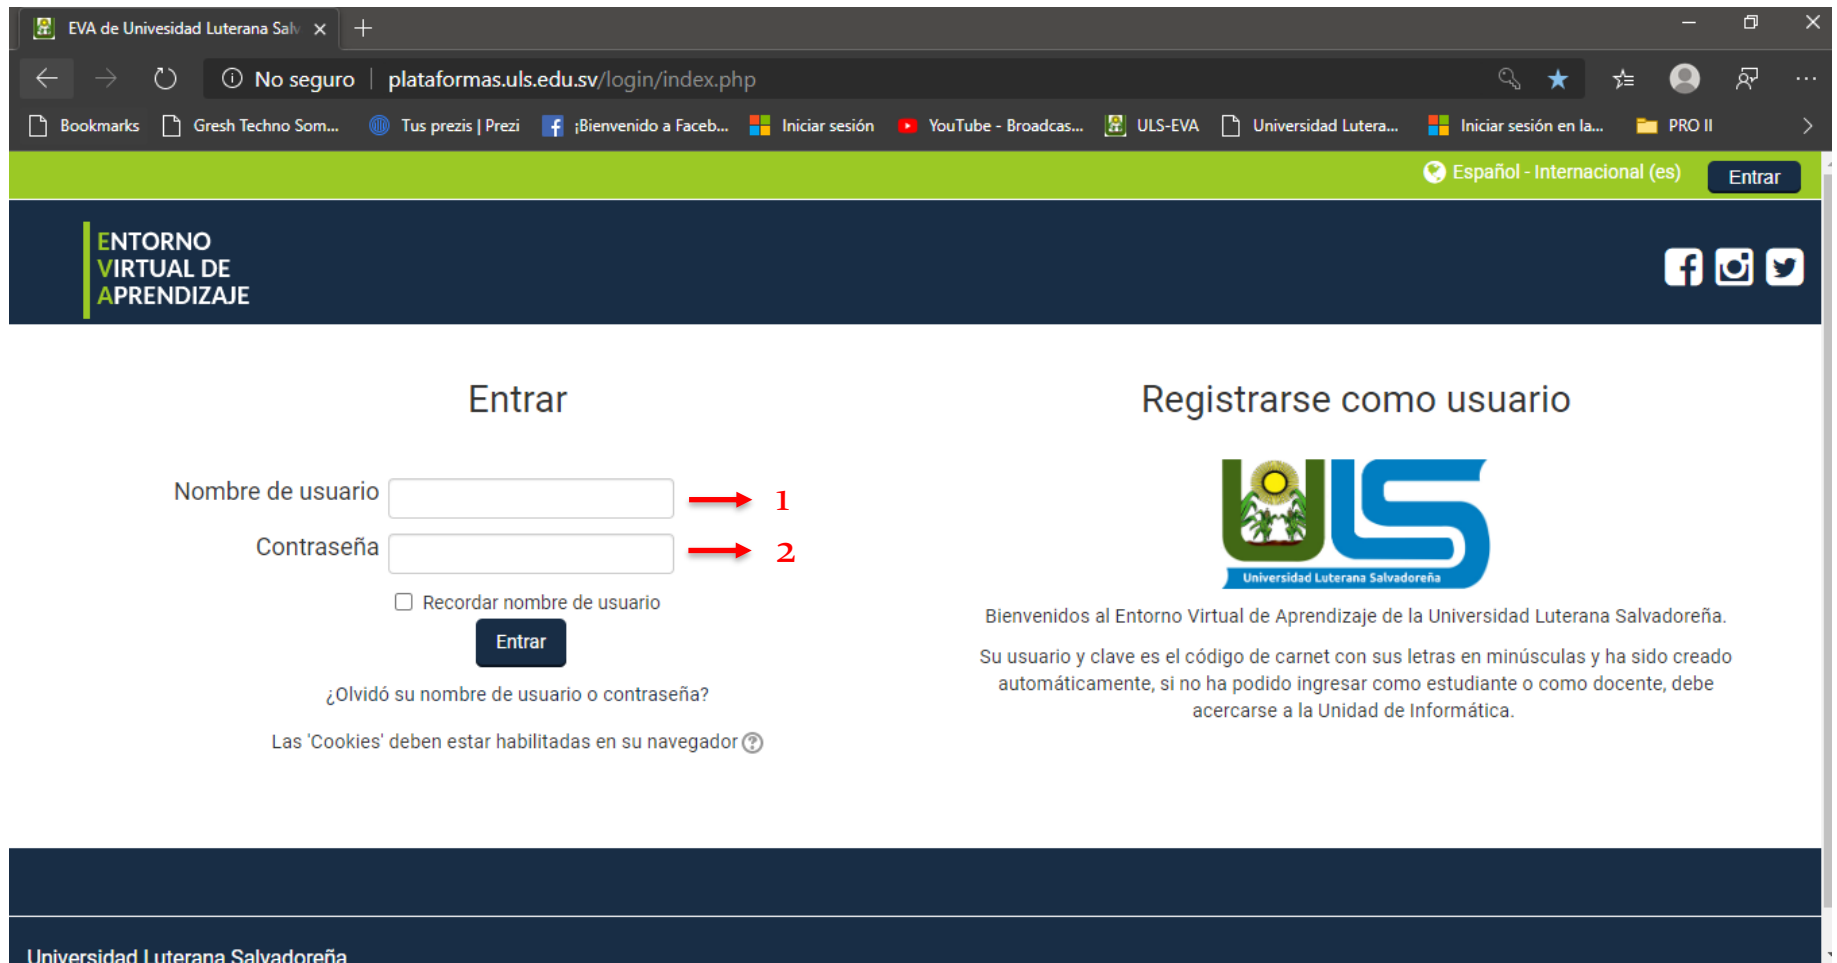 EVA de Univesidad Luterana Salv
No seguro | plataformas.uls.edu.sv/login/index.php
Bookmarks Gresh Techno Som... Tus prezis | Prezi ¡Bienvenido a Faceb... Iniciar sesión YouTube - Broadcas... ULS-EVA Universidad Lutera... Iniciar sesión en la... PRO II
Español - Internacional (es) Entrar
ENTORNO
VIRTUAL DE
APRENDIZAJE
Entrar
Nombre de usuario 1
Contraseña 2
Recordar nombre de usuario
Entrar
¿Olvidó su nombre de usuario o contraseña?
Las 'Cookies' deben estar habilitadas en su navegador
Registrarse como usuario
ULS
Universidad Luterana Salvadoreña
Bienvenidos al Entorno Virtual de Aprendizaje de la Universidad Luterana Salvadoreña.
Su usuario y clave es el código de carnet con sus letras en minúsculas y ha sido creado
automáticamente, si no ha podido ingresar como estudiante o como docente, debe
acercarse a la Unidad de Informática.
Universidad Luterana Salvadoreña